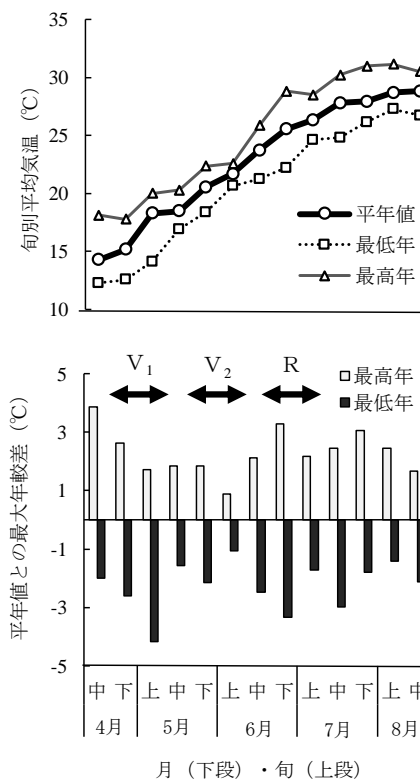 旬別平均気温 (℃)
35
30
25
20
15
10
平年値
最低年
最高年
平年値との最大年較差 (℃)
5
3
1
-1
-3
-5
V₁ V₂ R
最高年
最低年
中 下 上 中 下 上 中 下 上 中 下 上 中
4月 5月 6月 7月 8月
月 (下段) ・旬 (上段)